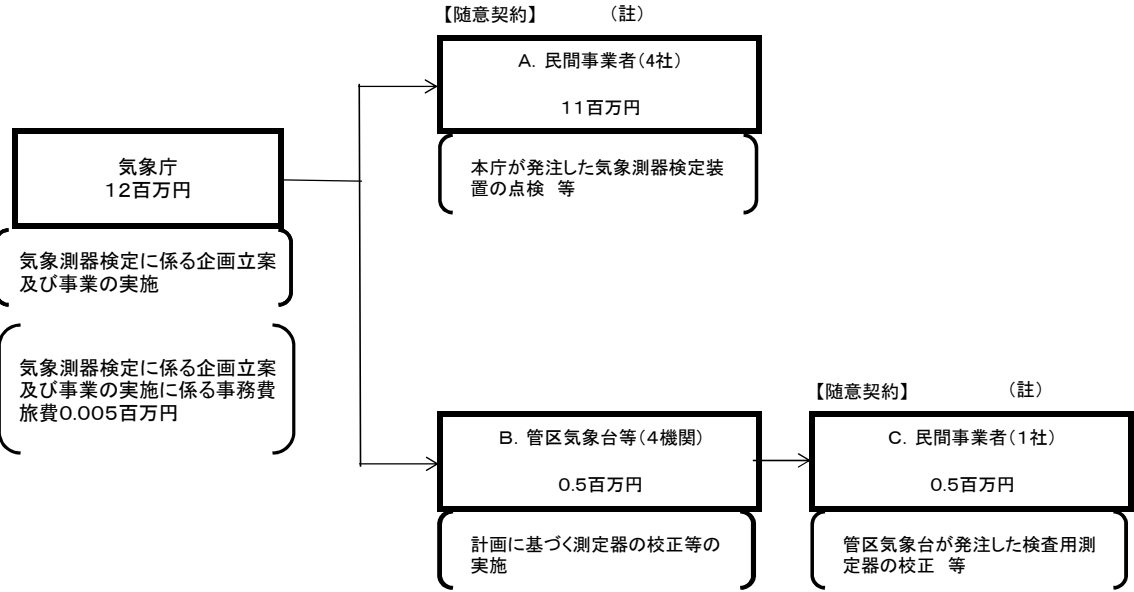 【随意契約】 （註）
A．民間事業者（4社）
11百万円
本庁が発注した気象測器検定装
置の点検　等
気象庁
12百万円
気象測器検定に係る企画立案
及び事業の実施
気象測器検定に係る企画立案
及び事業の実施に係る事務費
旅費0.005百万円
B．管区気象台等（4機関）
0.5百万円
計画に基づく測定器の校正等の
実施
【随意契約】 （註）
C．民間事業者（1社）
0.5百万円
管区気象台が発注した検査用測
定器の校正　等